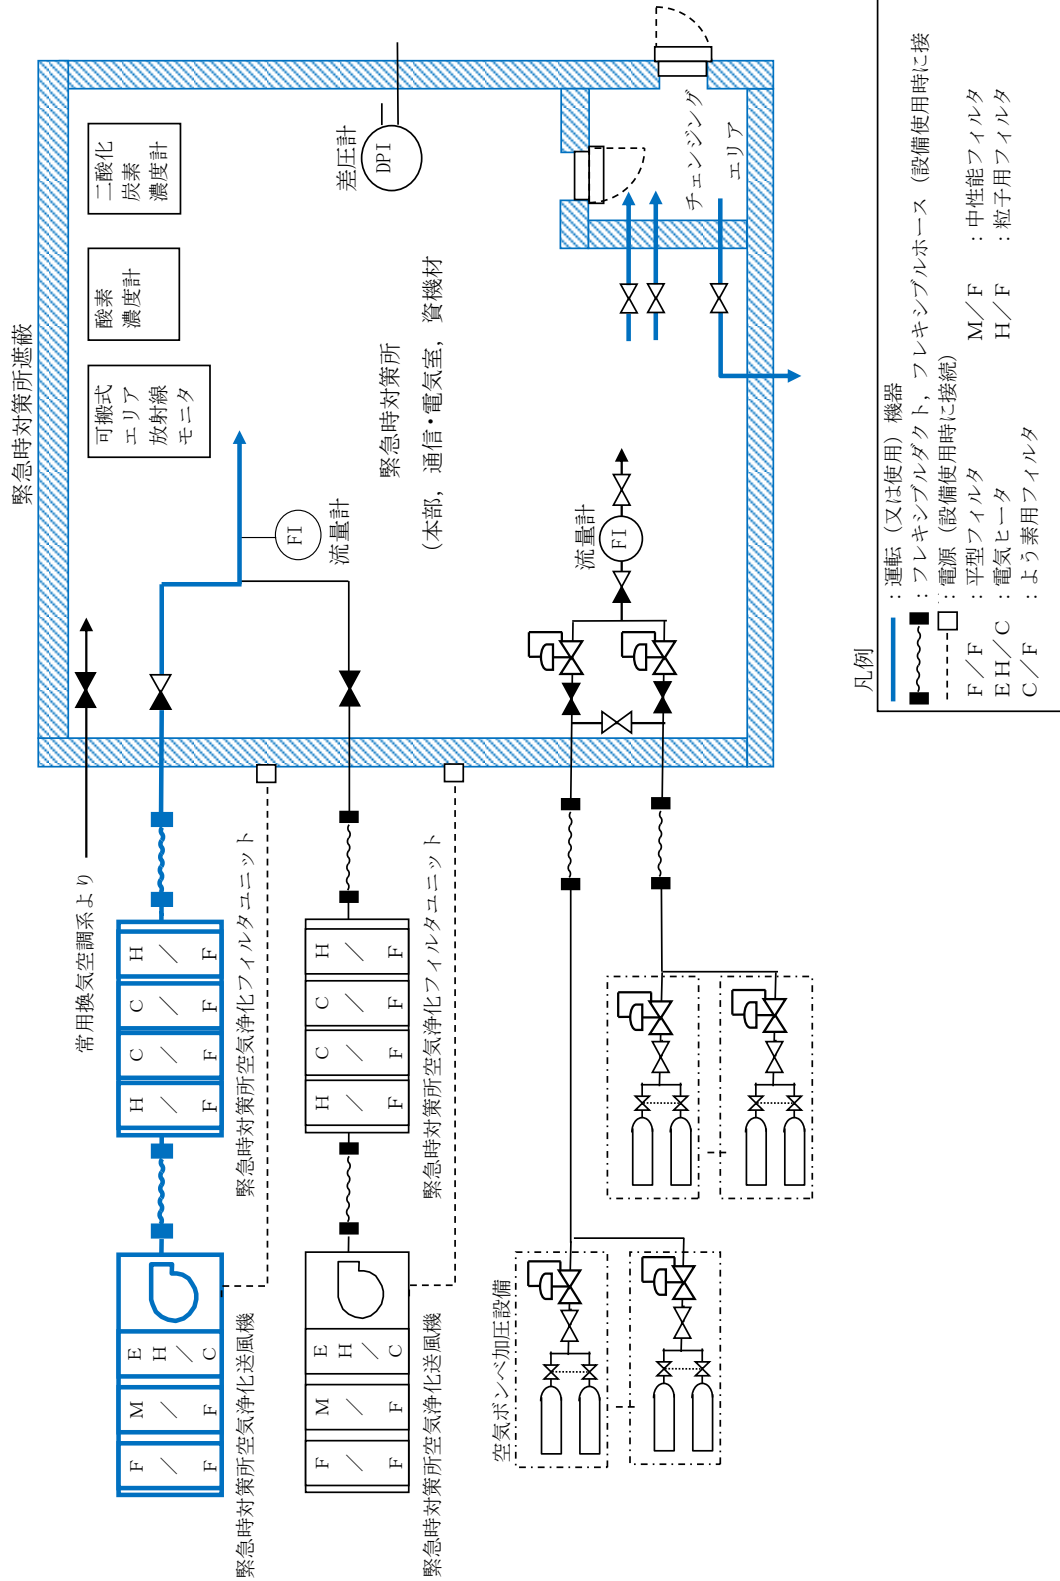 緊急時対策所遮蔽
二酸化
炭素
濃度計
酸素
濃度計
可搬式
エリア
放射線
モニタ
差圧計
DPI
チェンジング
エリア
緊急時対策所
(本部，通信・電気室，資機材
FI
流量計
流量計
FI
常用換気空調系より
H/F
C/F
C/F
H/F
緊急時対策所空気浄化フィルタユニット
H/F
C/F
C/F
H/F
緊急時対策所空気浄化フィルタユニット
EH/C
M/F
F/F
緊急時対策所空気浄化送風機
EH/C
M/F
F/F
緊急時対策所空気浄化送風機
空気ボンベ加圧設備
凡例
：運転（又は使用）機器
：フレキシブルダクト，フレキシブルホース（設備使用時に接
：電源（設備使用時に接続）
F/F ：平型フィルタ M/F ：中性能フィルタ
EH/C ：電気ヒータ H/F ：粒子用フィルタ
C/F ：よう素用フィルタ